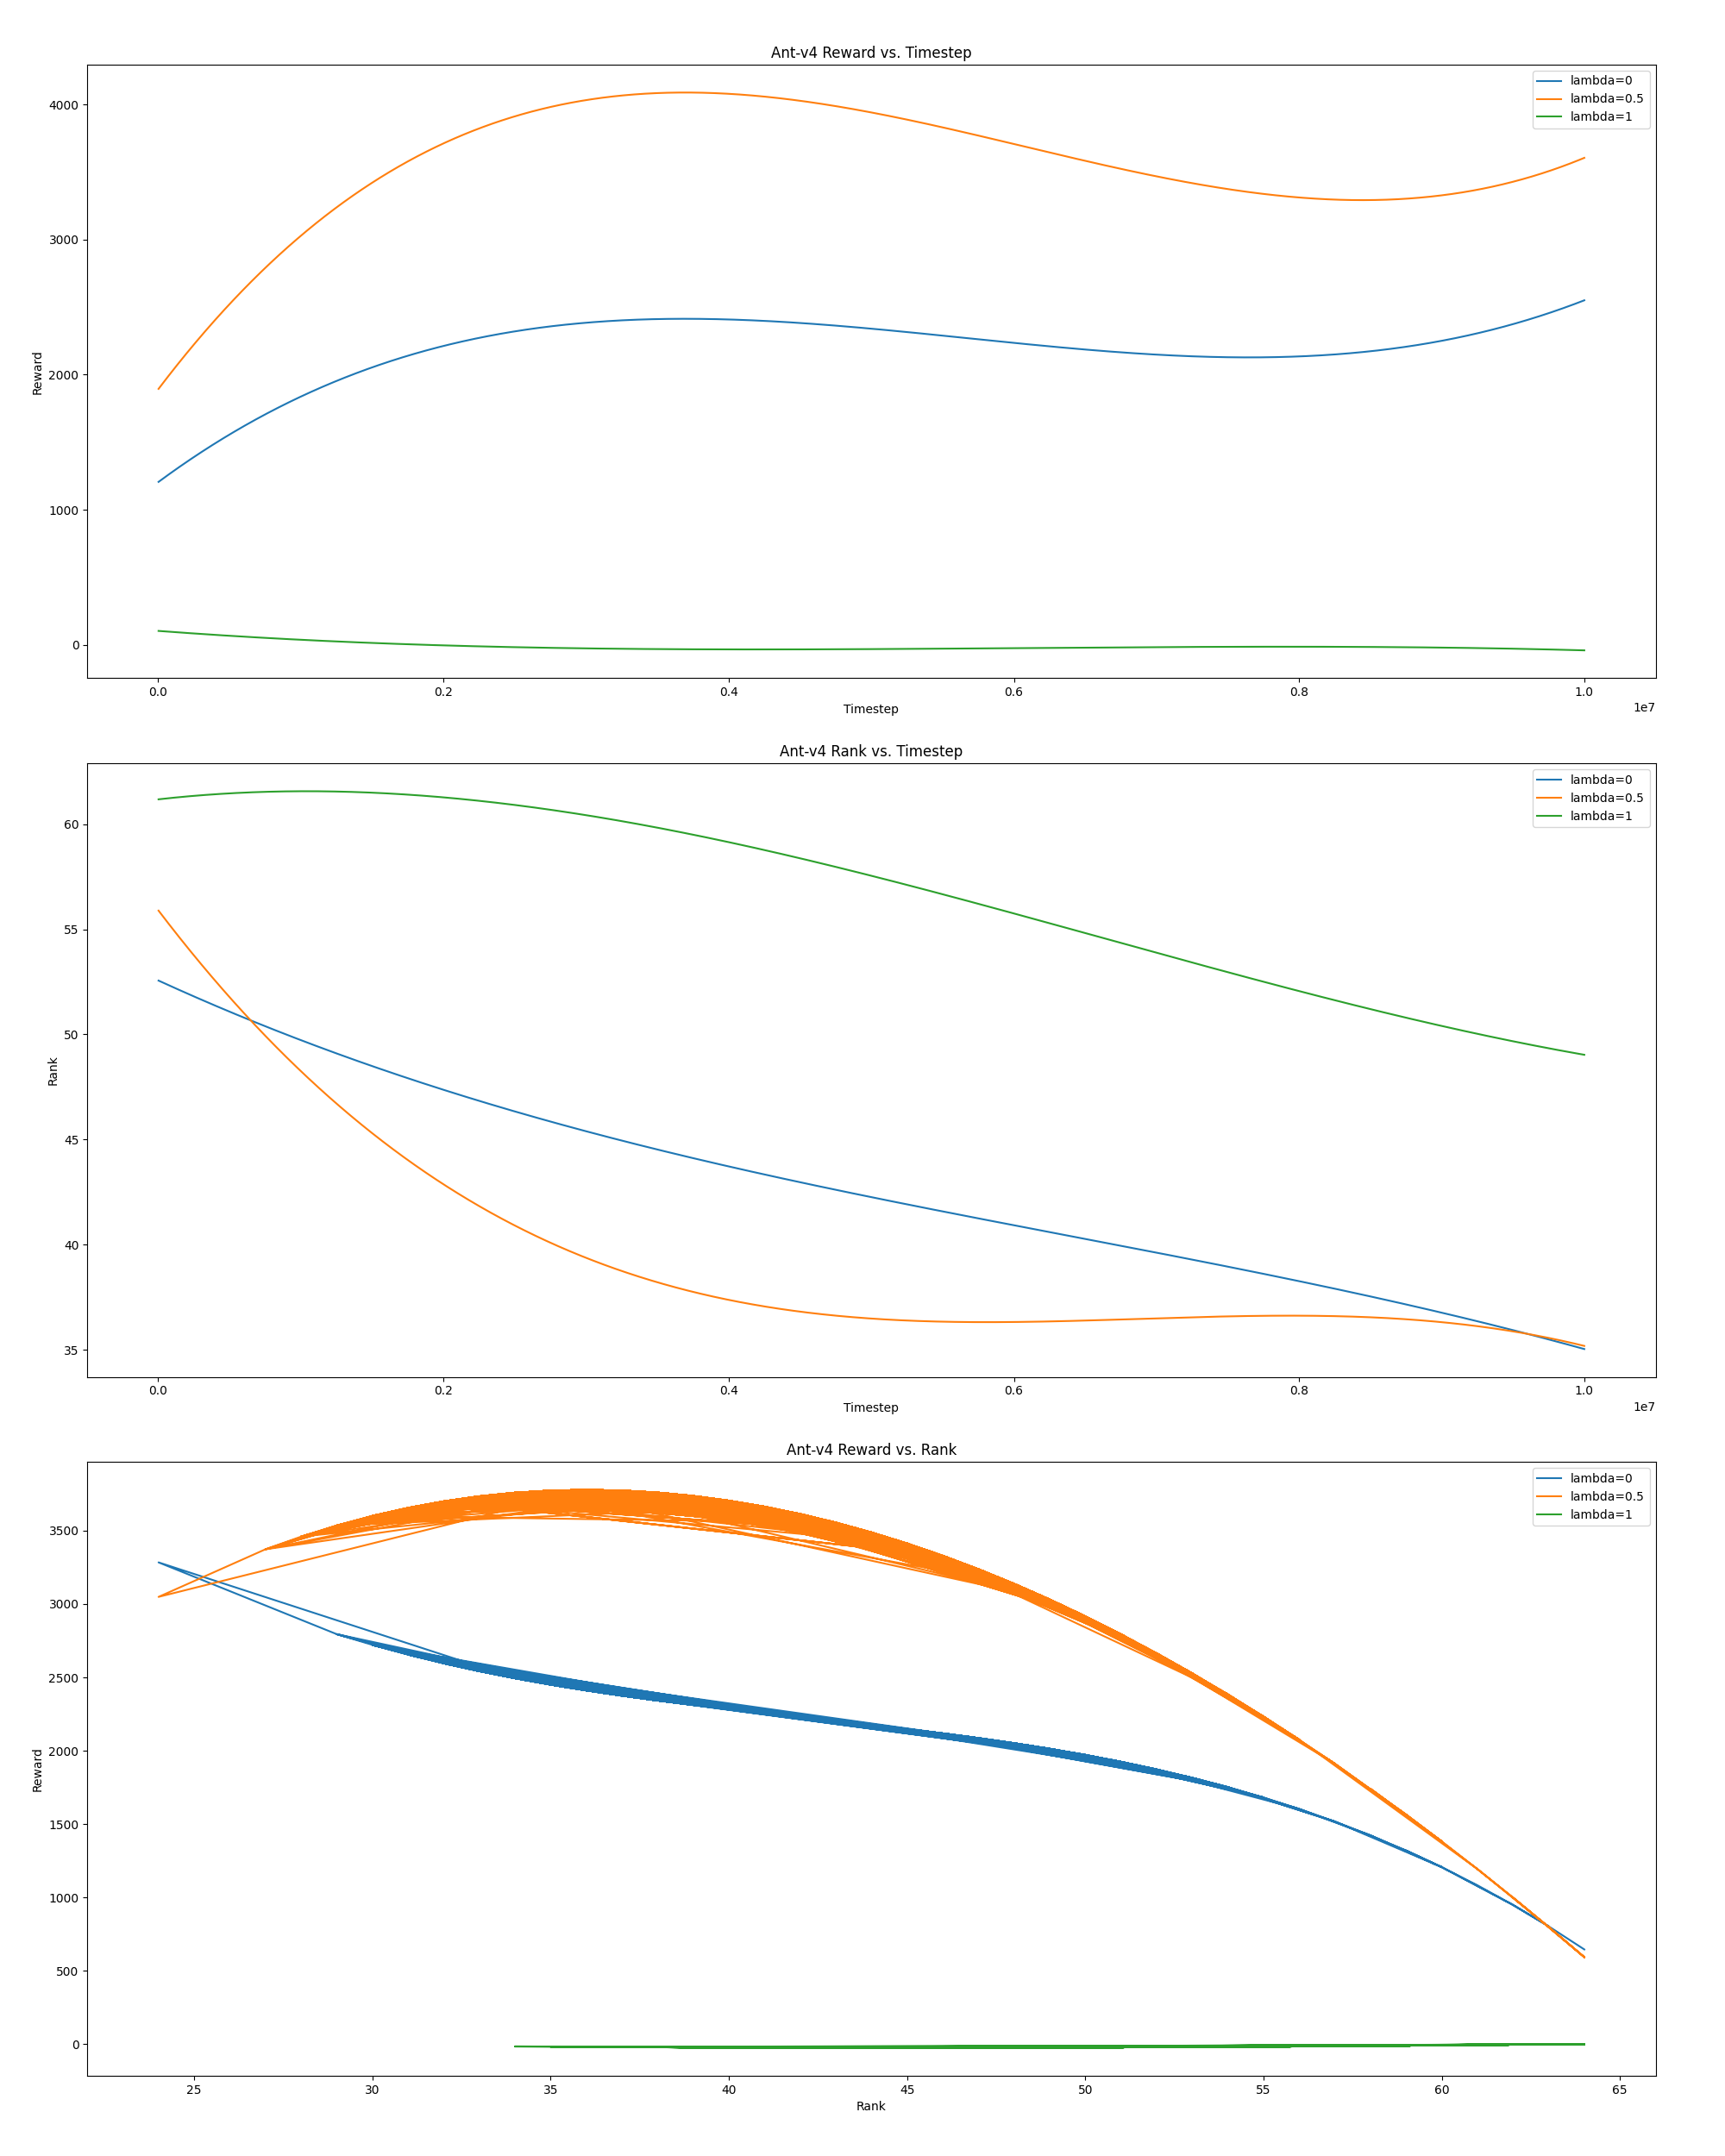 Ant-v4 Reward vs. Timestep
lambda=0
lambda=0.5
lambda=1
4000
3000
2000
1000
0
Reward
0.0 0.2 0.4 0.6 0.8 1.0
1e7
Timestep
Ant-v4 Rank vs. Timestep
lambda=0
lambda=0.5
lambda=1
60
55
50
45
40
35
Rank
0.0 0.2 0.4 0.6 0.8 1.0
1e7
Timestep
Ant-v4 Reward vs. Rank
lambda=0
lambda=0.5
lambda=1
3500
3000
2500
2000
1500
1000
500
0
Reward
25 30 35 40 45 50 55 60 65
Rank